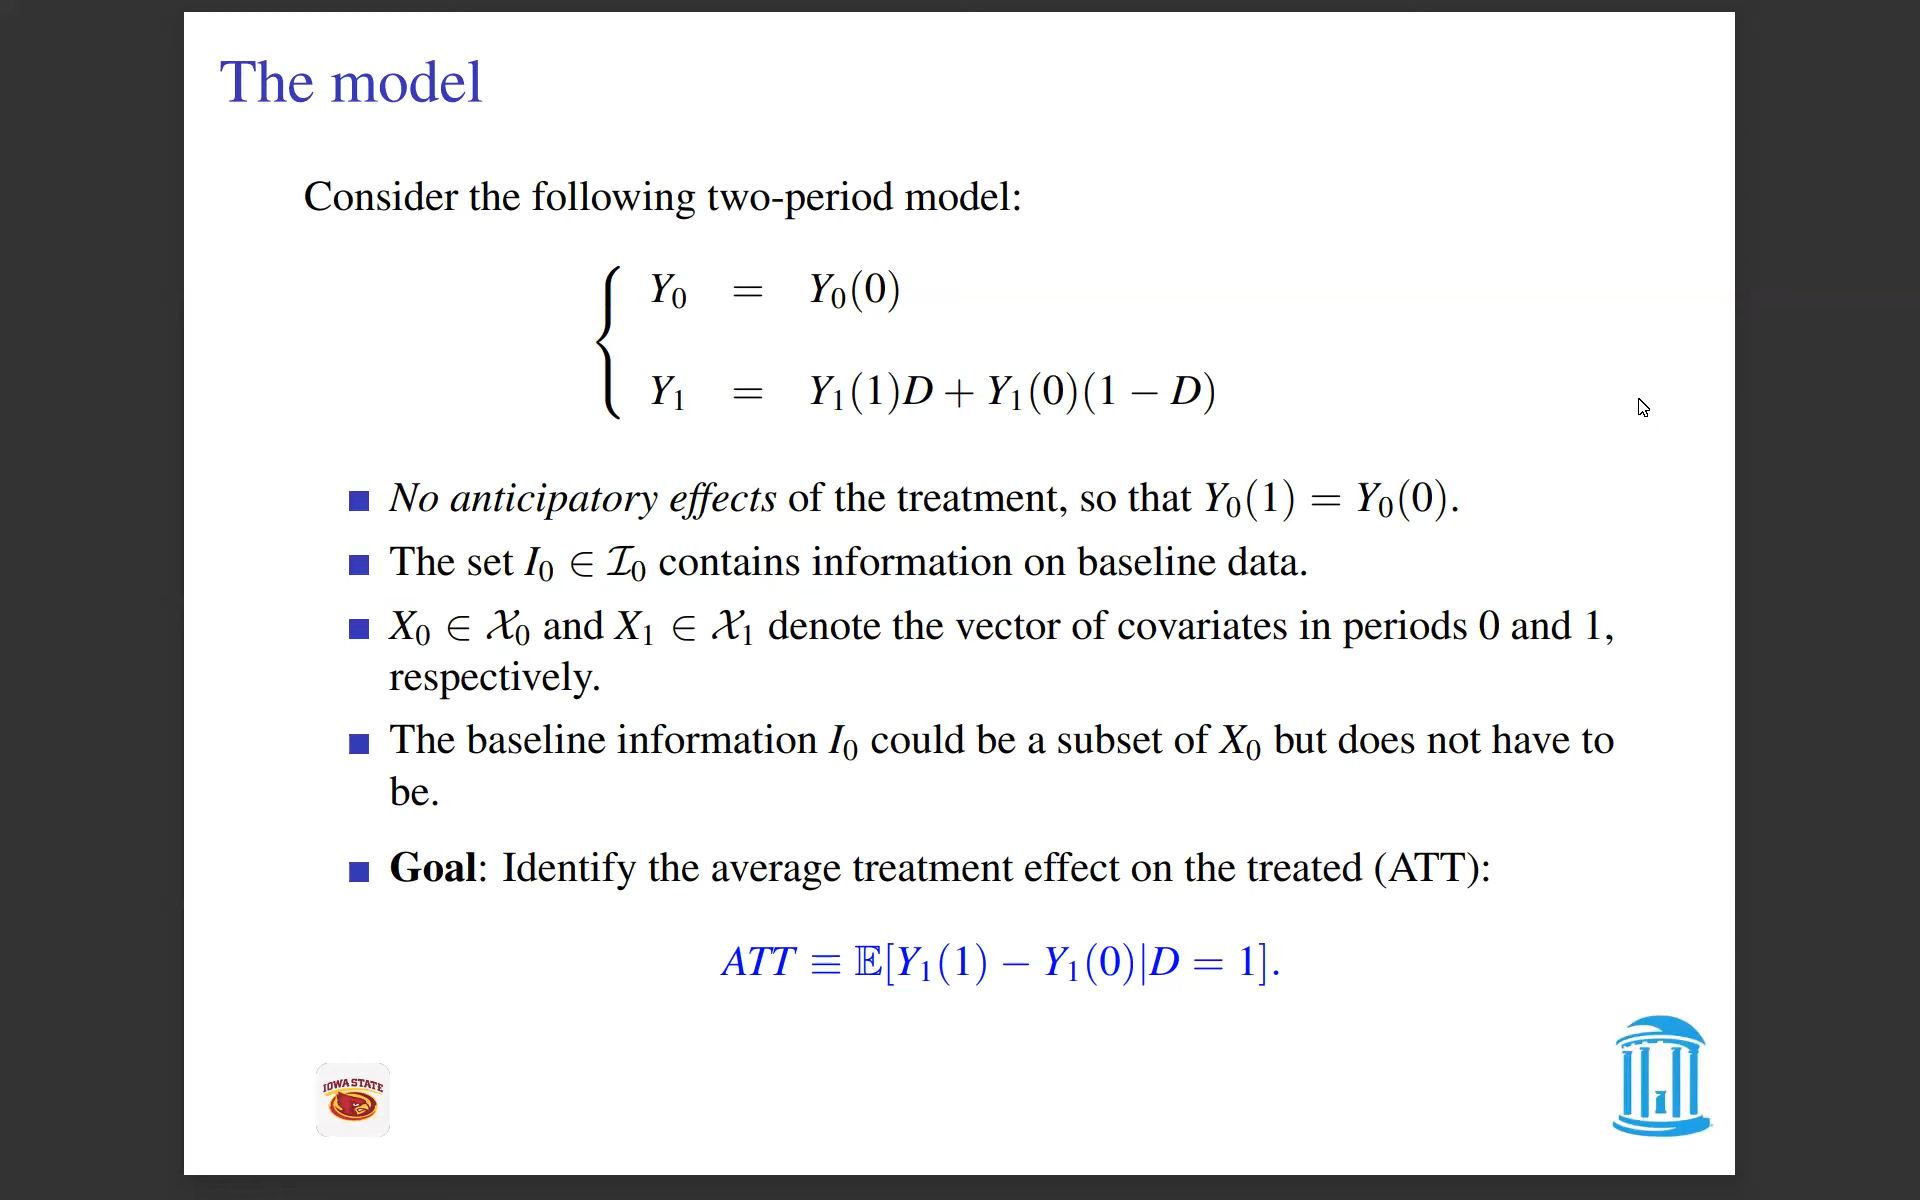 The model
Consider the following two-period model:
Y₀ = Y₀(0)
Y₁ = Y₁(1)D + Y₁(0)(1 − D)
No anticipatory effects of the treatment, so that Y₀(1) = Y₀(0).
The set I₀ ∈ ℐ₀ contains information on baseline data.
X₀ ∈ 𝒳₀ and X₁ ∈ 𝒳₁ denote the vector of covariates in periods 0 and 1,
respectively.
The baseline information I₀ could be a subset of X₀ but does not have to
be.
Goal: Identify the average treatment effect on the treated (ATT):
ATT ≡ 𝔼[Y₁(1) − Y₁(0)|D = 1].
IOWA STATE